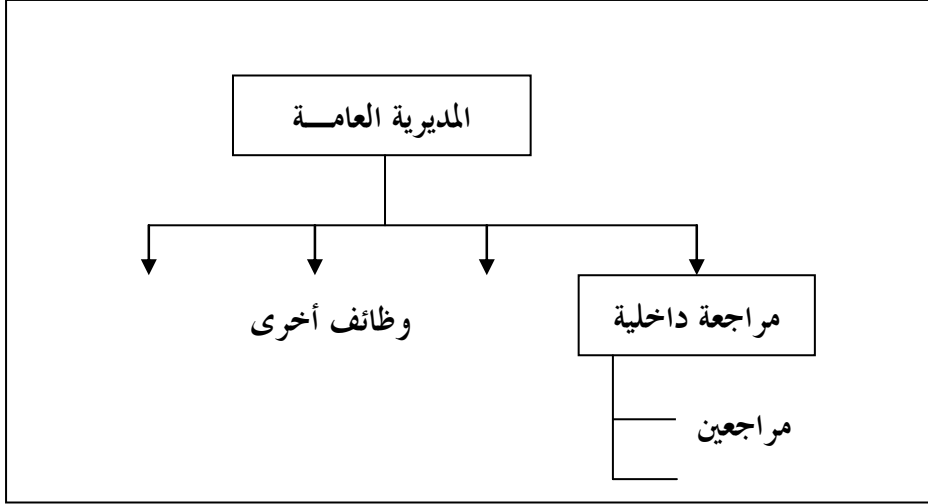 المديرية العامـــة
مراجعة داخلية
وظائف أخرى
مراجعين